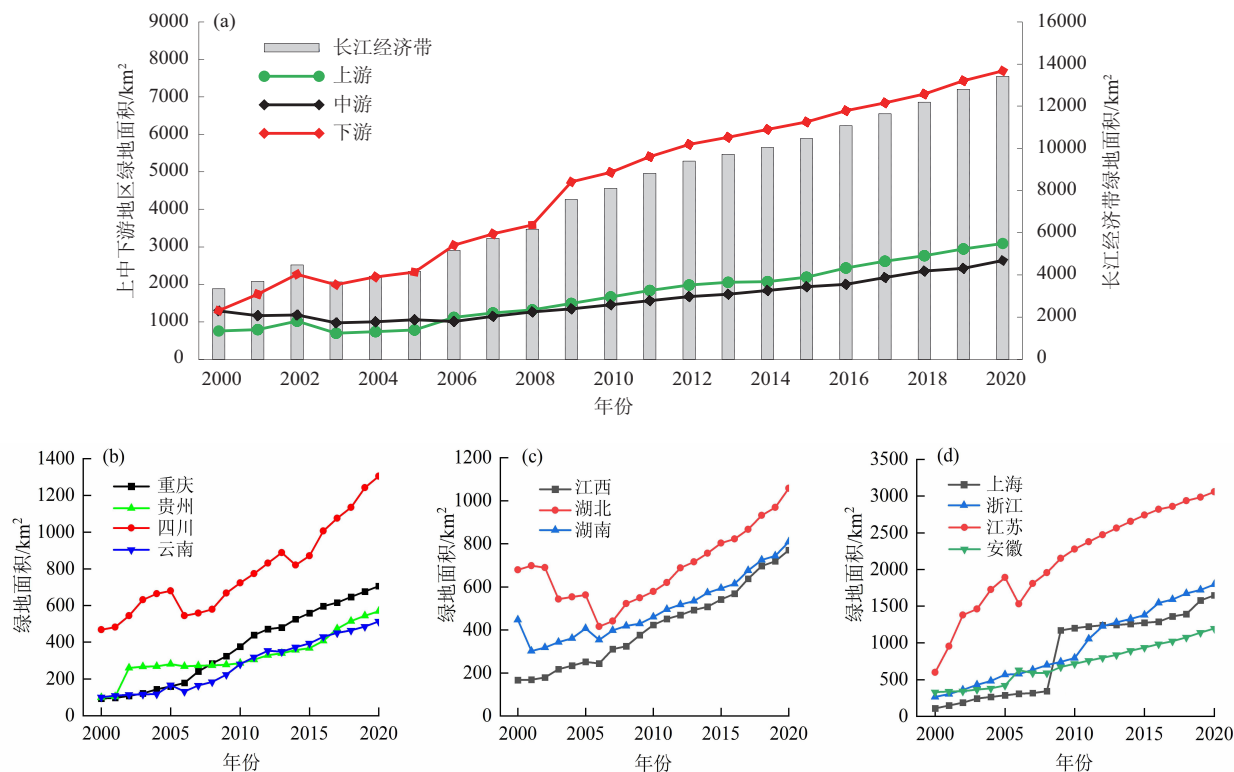 (a)
9000
8000
7000
6000
5000
4000
3000
2000
1000
0
上中下游地区绿地面积/km²
长江经济带
上游
中游
下游
16000
14000
12000
10000
8000
6000
4000
2000
0
长江经济带绿地面积/km²
2000 2002 2004 2006 2008 2010 2012 2014 2016 2018 2020
年份
(b)
1400
1200
1000
800
600
400
200
0
绿地面积/km²
重庆
贵州
四川
云南
2000 2005 2010 2015 2020
年份
(c)
1200
1000
800
600
400
200
0
绿地面积/km²
江西
湖北
湖南
2000 2005 2010 2015 2020
年份
(d)
3500
3000
2500
2000
1500
1000
500
0
绿地面积/km²
上海
浙江
江苏
安徽
2000 2005 2010 2015 2020
年份